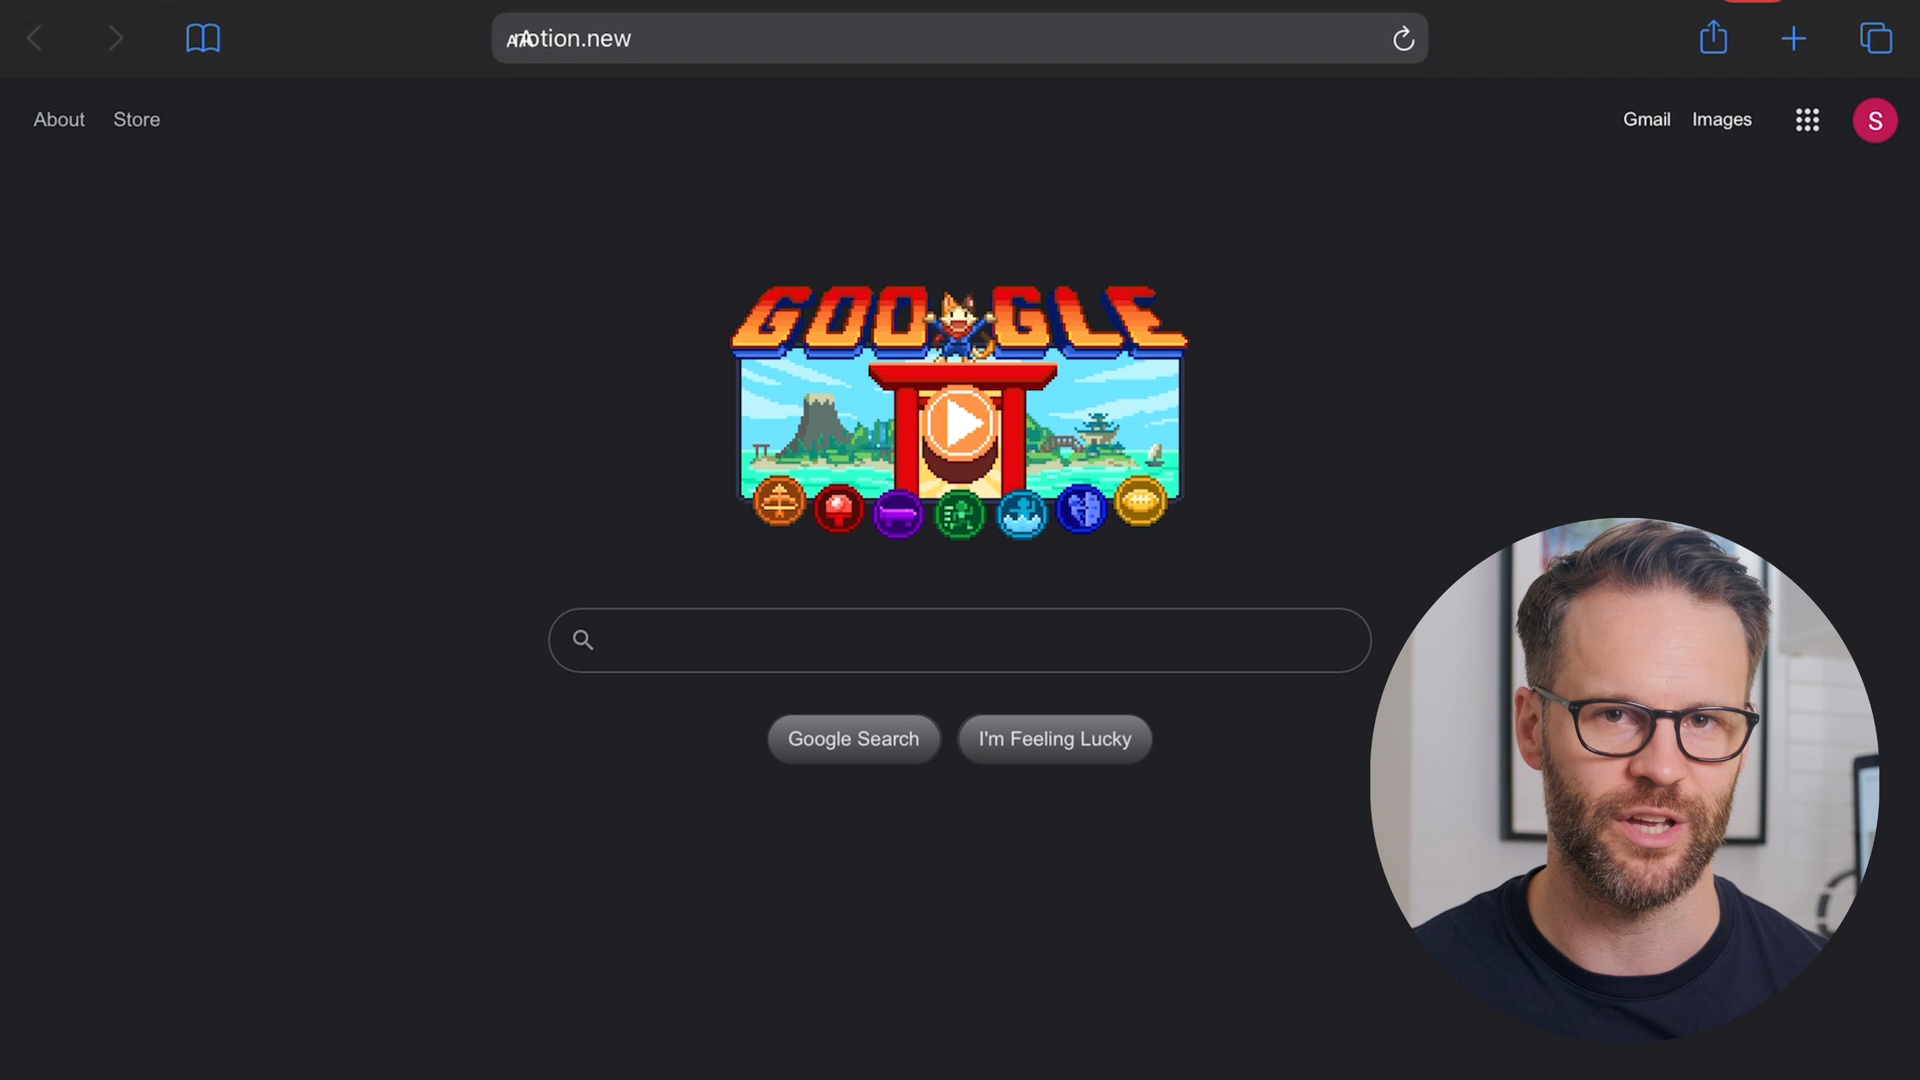 notion.new
About
Store
Gmail
Images
S
GOOGLE
Google Search
I'm Feeling Lucky